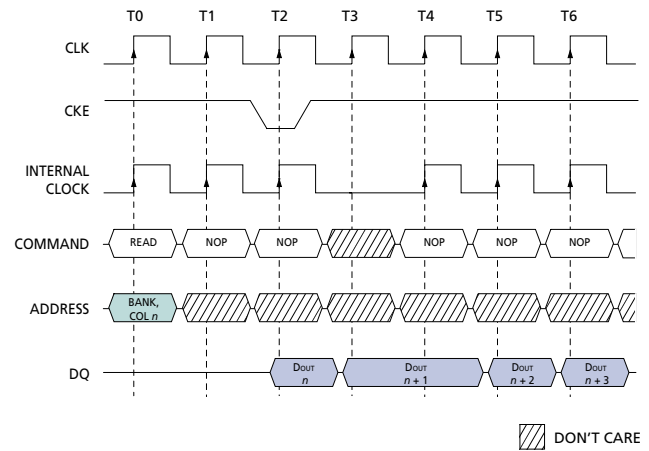 T0 T1 T2 T3 T4 T5 T6
CLK
CKE
INTERNAL
CLOCK
COMMAND READ NOP NOP NOP NOP NOP
ADDRESS BANK,
COL n
DQ DOUT DOUT DOUT DOUT
n n + 1 n + 2 n + 3
DON'T CARE